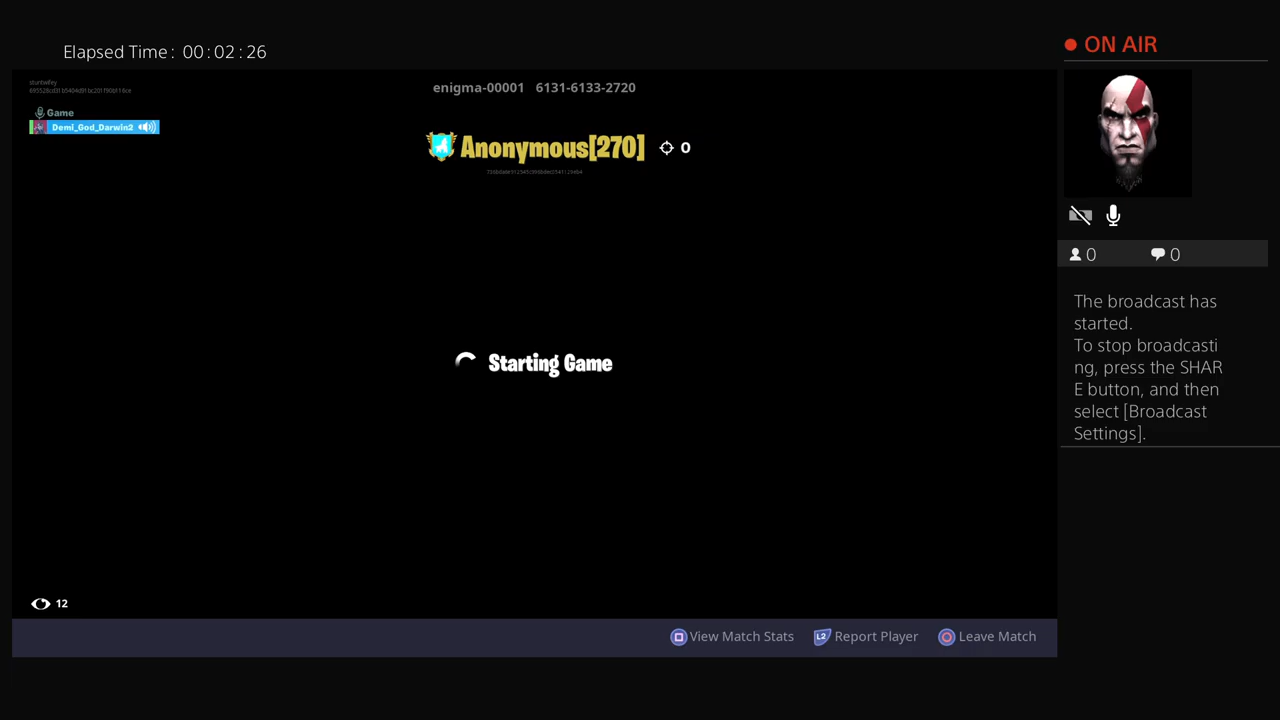 Elapsed Time: 00:02:26
ON AIR
stuntwifey
enigma-00001 6131-6133-2720
Game
Demi_God_Darwin2
Anonymous[270] 0
0 0
The broadcast has
started.
To stop broadcasti
ng, press the SHAR
E button, and then
select [Broadcast
Settings].
Starting Game
12
View Match Stats L2 Report Player Leave Match